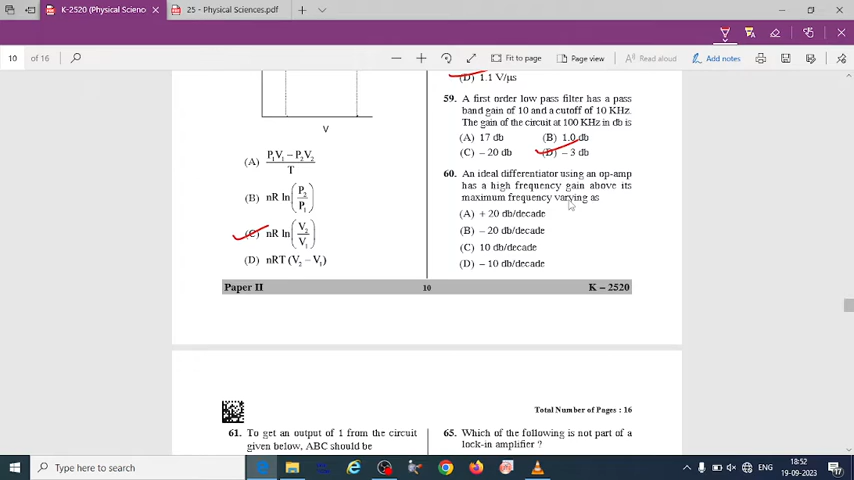 K-2520 (Physical Scienc
25 - Physical Sciences.pdf
10 of 16
Fit to page
Page view
Read aloud
Add notes
V
(A) P₁V₁ – P₂V₂ / T
(B) nR ln (P₂ / P₁)
(C) nR ln (V₂ / V₁)
(D) nRT (V₂ – V₁)
(D) 1.1 V/μs
59. A first order low pass filter has a pass
band gain of 10 and a cutoff of 10 KHz.
The gain of the circuit at 100 KHz in db is
(A) 17 db (B) 1.0 db
(C) – 20 db (D) – 3 db
60. An ideal differentiator using an op-amp
has a high frequency gain above its
maximum frequency varying as
(A) + 20 db/decade
(B) – 20 db/decade
(C) 10 db/decade
(D) – 10 db/decade
Paper II 10 K – 2520
Total Number of Pages : 16
61. To get an output of 1 from the circuit
given below, ABC should be
65. Which of the following is not part of a
lock-in amplifier ?
Type here to search
ENG
18:52
19-09-2023
17